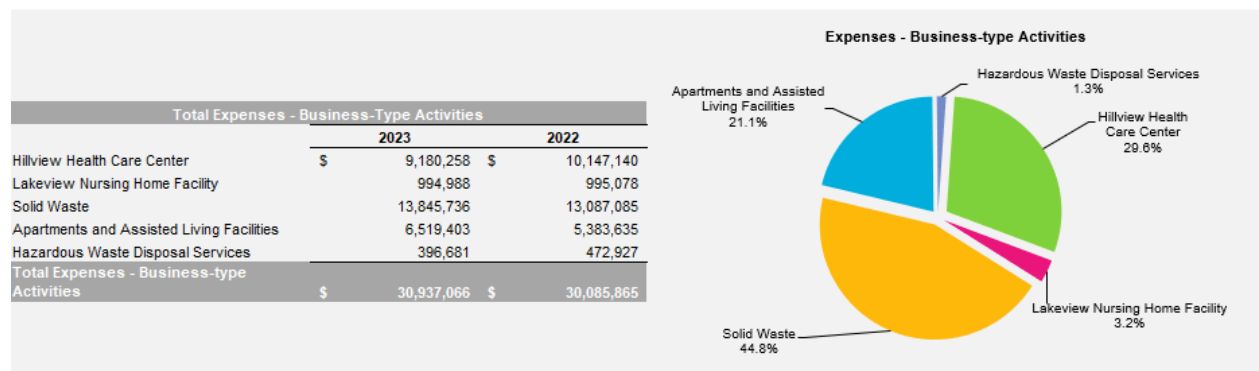 Total Expenses - Business-Type Activities
2023 2022
Hillview Health Care Center $ 9,180,258 $ 10,147,140
Lakeview Nursing Home Facility 994,988 995,078
Solid Waste 13,845,736 13,087,085
Apartments and Assisted Living Facilities 6,519,403 5,383,635
Hazardous Waste Disposal Services 396,681 472,927
Total Expenses - Business-type
Activities $ 30,937,066 $ 30,085,865
Expenses - Business-type Activities
Hazardous Waste Disposal Services
1.3%
Apartments and Assisted
Living Facilities
21.1%
Hillview Health
Care Center
29.6%
Lakeview Nursing Home Facility
3.2%
Solid Waste
44.8%